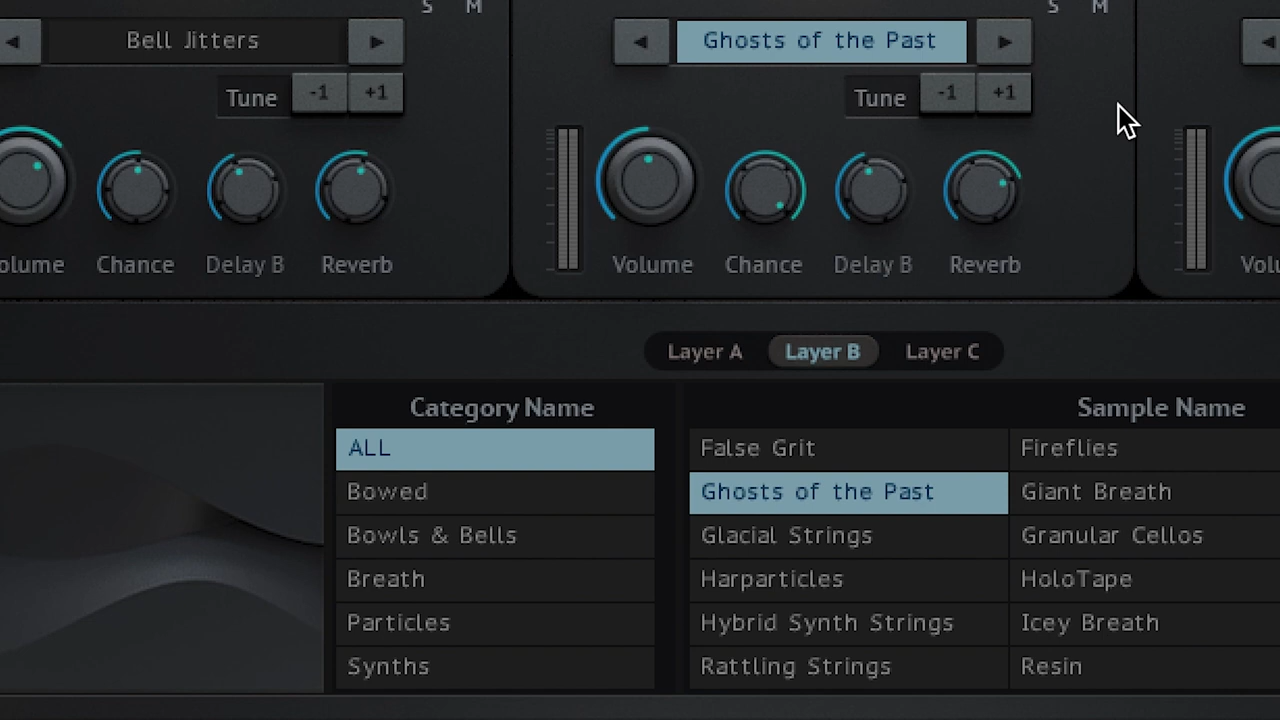 S M S M
Bell Jitters Ghosts of the Past
Tune -1 +1 Tune -1 +1
Chance Delay B Reverb Volume Chance Delay B Reverb
Layer A Layer B Layer C
Category Name Sample Name
ALL False Grit Fireflies
Bowed Ghosts of the Past Giant Breath
Bowls & Bells Glacial Strings Granular Cellos
Breath Harparticles HoloTape
Particles Hybrid Synth Strings Icey Breath
Synths Rattling Strings Resin